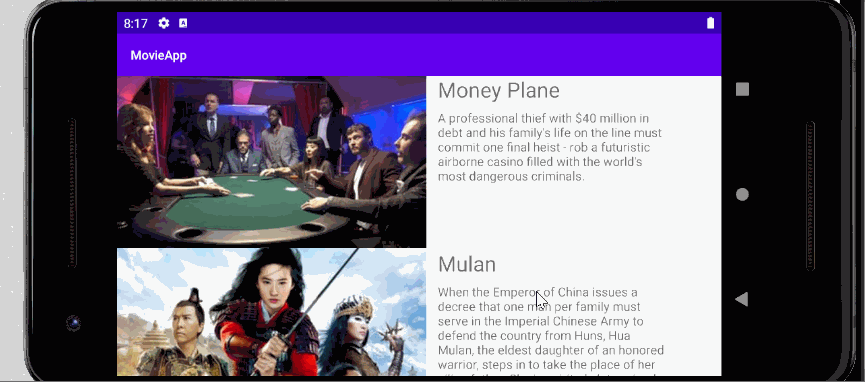 8:17
MovieApp
Money Plane
A professional thief with $40 million in
debt and his family's life on the line must
commit one final heist - rob a futuristic
airborne casino filled with the world's
most dangerous criminals.
Mulan
When the Emperor of China issues a
decree that one man per family must
serve in the Imperial Chinese Army to
defend the country from Huns, Hua
Mulan, the eldest daughter of an honored
warrior, steps in to take the place of her